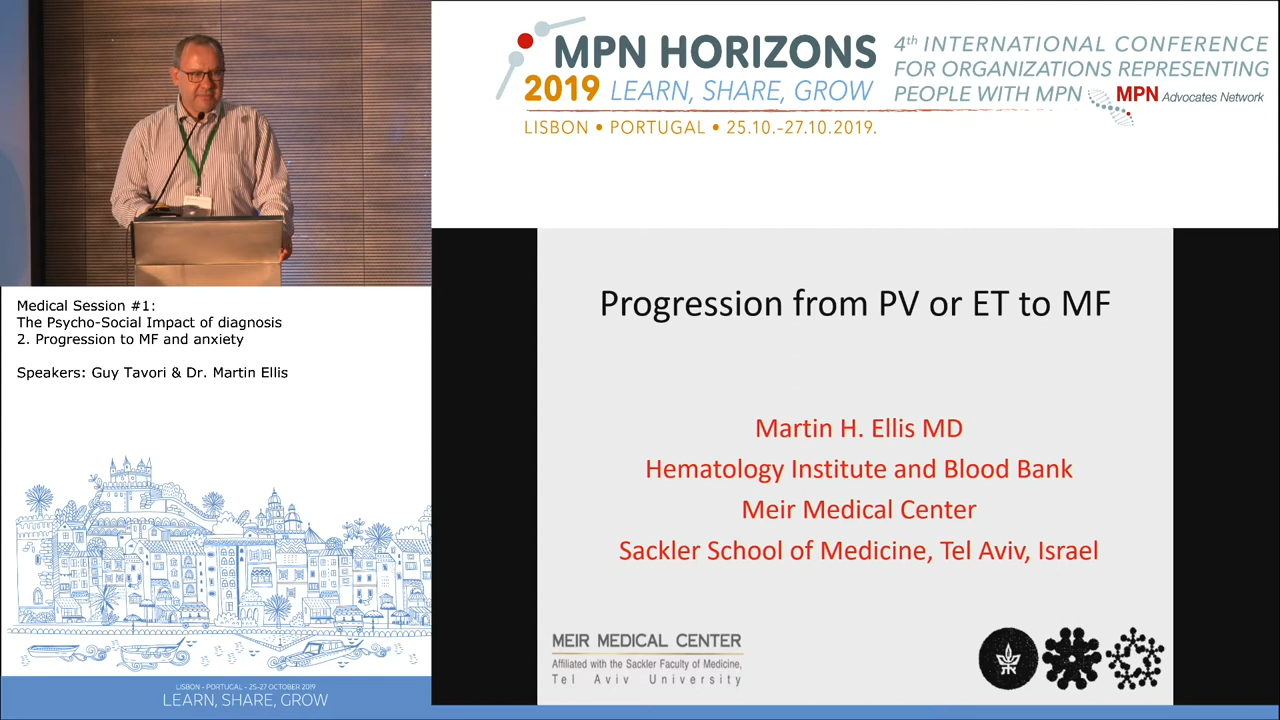 MPN HORIZONS
2019 LEARN, SHARE, GROW
LISBON • PORTUGAL • 25.10.-27.10.2019.
4th INTERNATIONAL CONFERENCE
FOR ORGANIZATIONS REPRESENTING
PEOPLE WITH MPN
MPN Advocates Network
Medical Session #1:
The Psycho-Social Impact of diagnosis
2. Progression to MF and anxiety
Speakers: Guy Tavori & Dr. Martin Ellis
Progression from PV or ET to MF
Martin H. Ellis MD
Hematology Institute and Blood Bank
Meir Medical Center
Sackler School of Medicine, Tel Aviv, Israel
MEIR MEDICAL CENTER
Affiliated with the Sackler Faculty of Medicine,
Tel Aviv University
LISBON - PORTUGAL - 25-27 OCTOBER 2019
LEARN, SHARE, GROW